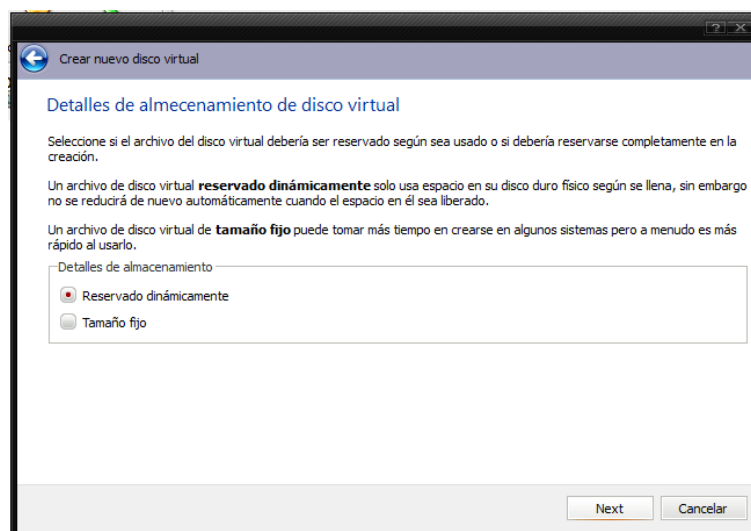 Crear nuevo disco virtual
Detalles de almecenamiento de disco virtual
Seleccione si el archivo del disco virtual debería ser reservado según sea usado o si debería reservarse completamente en la
creación.
Un archivo de disco virtual reservado dinámicamente solo usa espacio en su disco duro físico según se llena, sin embargo
no se reducirá de nuevo automáticamente cuando el espacio en él sea liberado.
Un archivo de disco virtual de tamaño fijo puede tomar más tiempo en crearse en algunos sistemas pero a menudo es más
rápido al usarlo.
Detalles de almacenamiento
Reservado dinámicamente
Tamaño fijo
Next Cancelar